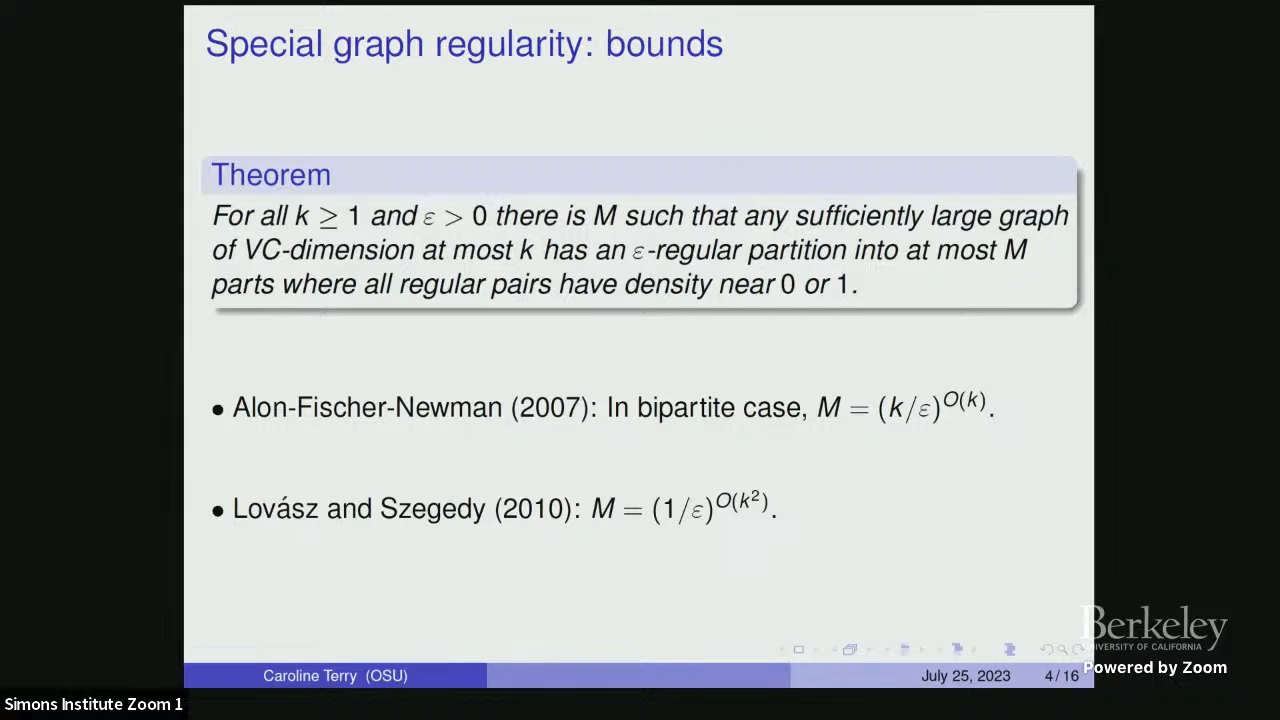 Special graph regularity: bounds
Theorem
For all k ≥ 1 and ε > 0 there is M such that any sufficiently large graph
of VC-dimension at most k has an ε-regular partition into at most M
parts where all regular pairs have density near 0 or 1.
• Alon-Fischer-Newman (2007): In bipartite case, M = (k/ε)^{O(k)}.
• Lovász and Szegedy (2010): M = (1/ε)^{O(k²)}.
Berkeley
UNIVERSITY OF CALIFORNIA
Powered by Zoom
Caroline Terry (OSU) July 25, 2023 4/16
Simons Institute Zoom 1